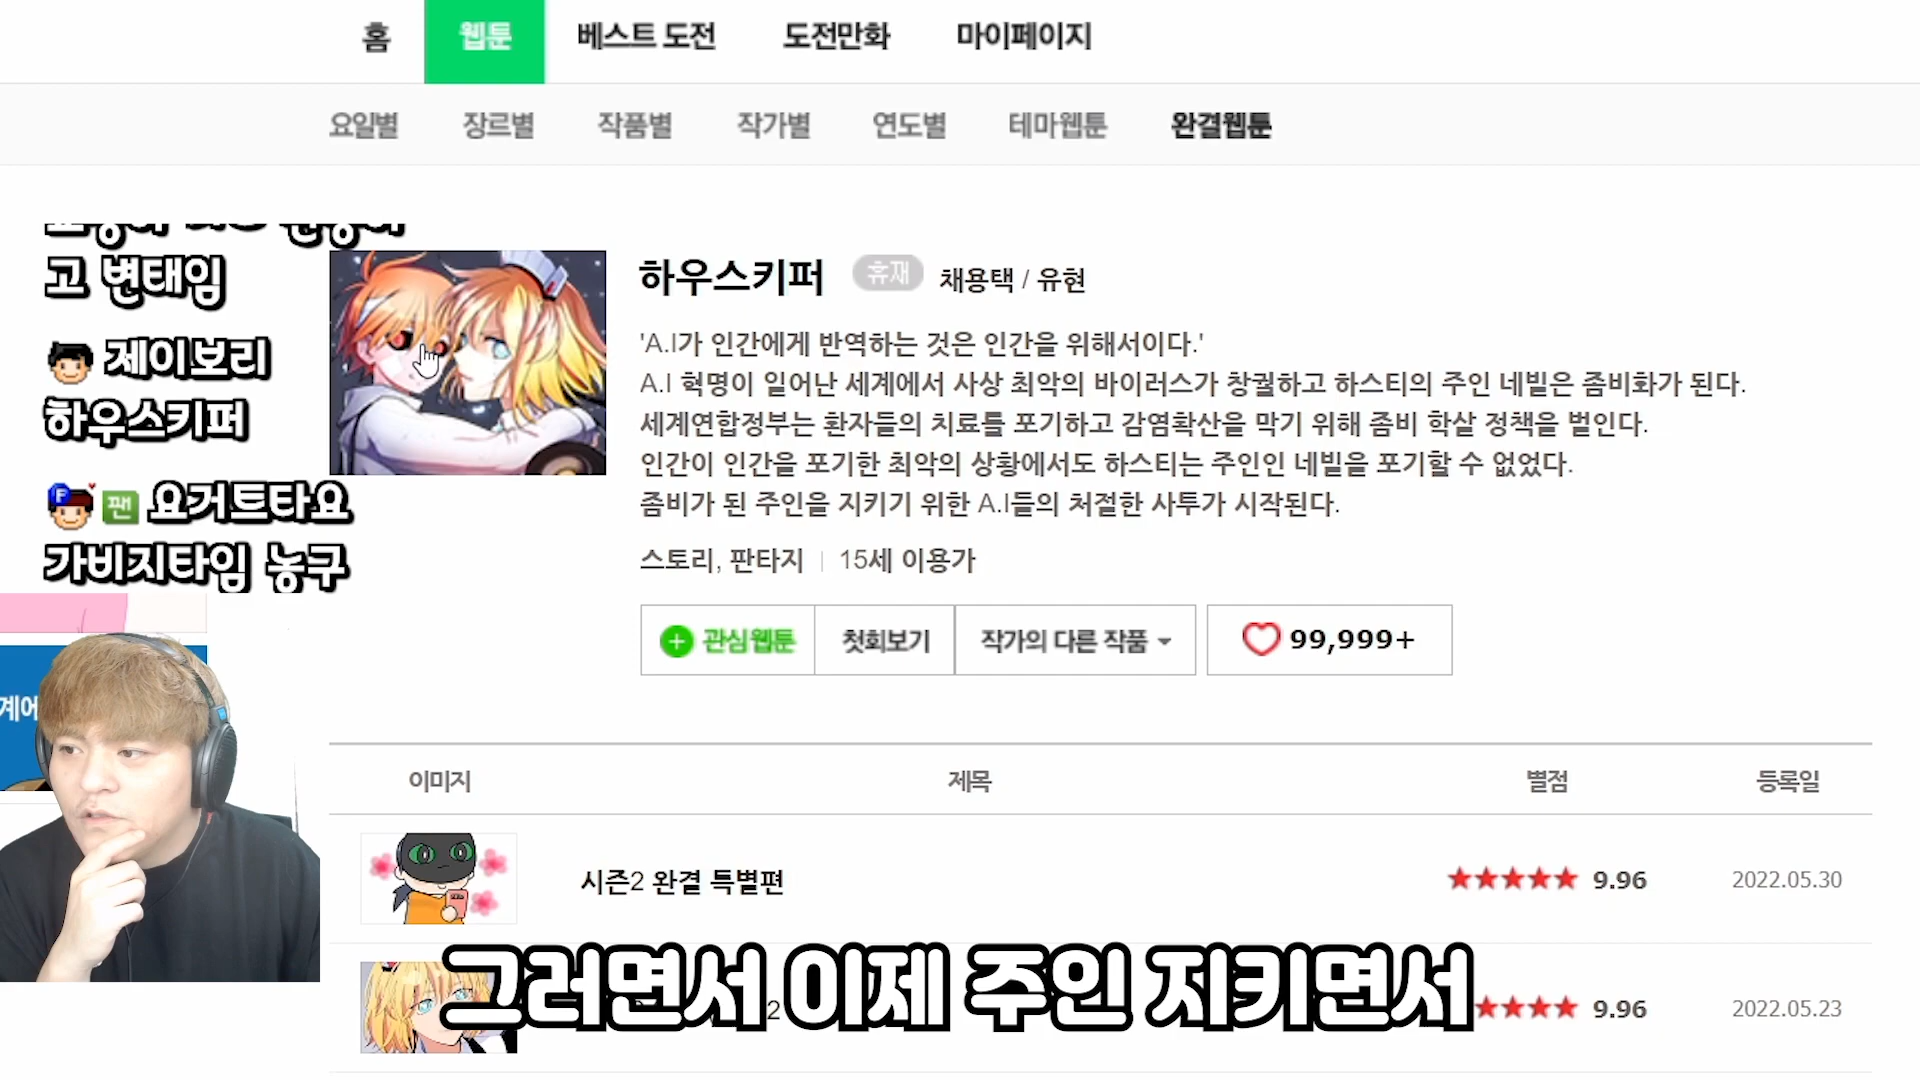 홈 웹툰 베스트 도전 도전만화 마이페이지
요일별 장르별 작품별 작가별 연도별 테마웹툰 완결웹툰
고 변태임
제이보리
하우스키퍼
팬 요거트타요
가비지타임 농구
계에
하우스키퍼 휴재 채용택 / 유현
'A.I가 인간에게 반역하는 것은 인간을 위해서이다.'
A.I 혁명이 일어난 세계에서 사상 최악의 바이러스가 창궐하고 하스티의 주인 네빌은 좀비화가 된다.
세계연합정부는 환자들의 치료를 포기하고 감염확산을 막기 위해 좀비 학살 정책을 벌인다.
인간이 인간을 포기한 최악의 상황에서도 하스티는 주인인 네빌을 포기할 수 없었다.
좀비가 된 주인을 지키기 위한 A.I들의 처절한 사투가 시작된다.
스토리, 판타지 | 15세 이용가
관심웹툰 첫회보기 작가의 다른 작품 99,999+
이미지 제목 별점 등록일
시즌2 완결 특별편 9.96 2022.05.30
2 9.96 2022.05.23
그러면서 이제 주인 지키면서